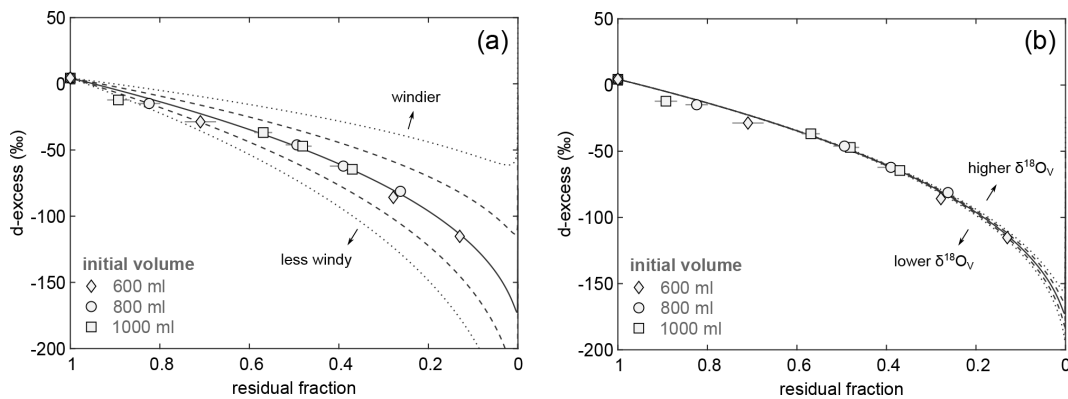 (a)
50
0
-50
-100
-150
-200
d-excess (‰)
windier
less windy
initial volume
600 ml
800 ml
1000 ml
1 0.8 0.6 0.4 0.2 0
residual fraction
(b)
50
0
-50
-100
-150
-200
d-excess (‰)
higher δ¹⁸Oᵥ
lower δ¹⁸Oᵥ
initial volume
600 ml
800 ml
1000 ml
1 0.8 0.6 0.4 0.2 0
residual fraction